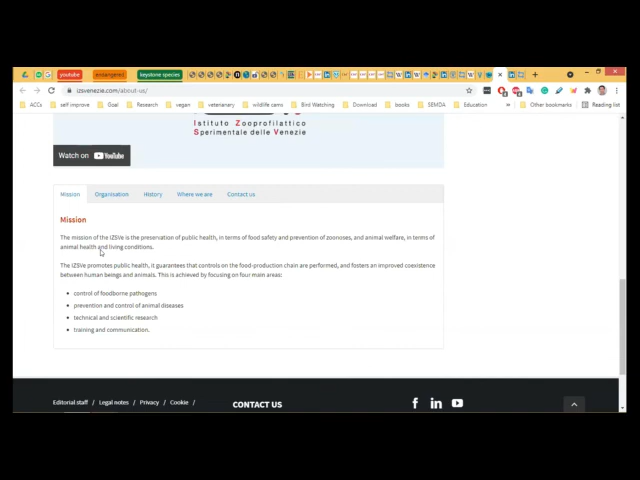 youtube
endangered
keystone species
izsvenezie.com/about-us/
ACCs
self improve
Goal
Research
vegan
veterianary
wildlife cams
Bird Watching
Download
books
SEMDA
Education
»
Other bookmarks
Reading list
Istituto Zooprofilattico
Sperimentale delle Venezie
Watch on YouTube
Mission
Organisation
History
Where we are
Contact us
Mission
The mission of the IZSVe is the preservation of public health, in terms of food safety and prevention of zoonoses, and animal welfare, in terms of
animal health and living conditions.
The IZSVe promotes public health, it guarantees that controls on the food-production chain are performed, and fosters an improved coexistence
between human beings and animals. This is achieved by focusing on four main areas:
• control of foodborne pathogens
• prevention and control of animal diseases
• technical and scientific research
• training and communication.
Editorial staff / Legal notes / Privacy / Cookie /
CONTACT US